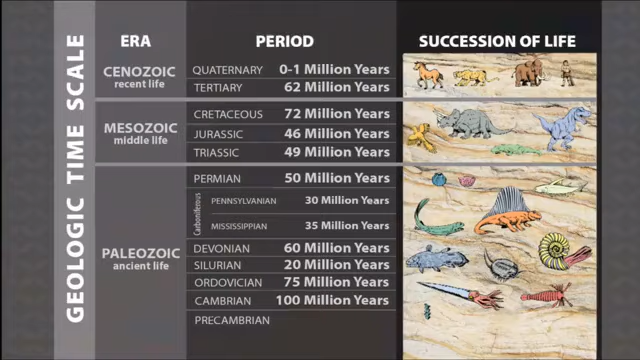 GEOLOGIC TIME SCALE
ERA PERIOD SUCCESSION OF LIFE
CENOZOIC
recent life
QUATERNARY 0-1 Million Years
TERTIARY 62 Million Years
MESOZOIC
middle life
CRETACEOUS 72 Million Years
JURASSIC 46 Million Years
TRIASSIC 49 Million Years
PALEOZOIC
ancient life
PERMIAN 50 Million Years
Carboniferous
PENNSYLVANIAN 30 Million Years
MISSISSIPPIAN 35 Million Years
DEVONIAN 60 Million Years
SILURIAN 20 Million Years
ORDOVICIAN 75 Million Years
CAMBRIAN 100 Million Years
PRECAMBRIAN